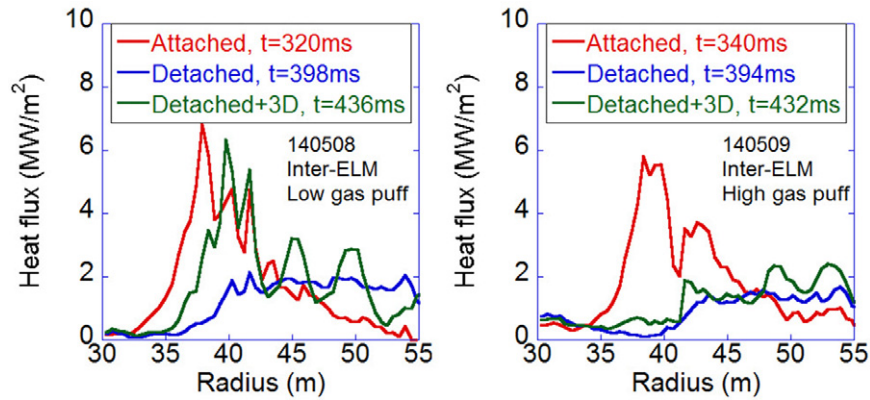 Heat flux (MW/m²)
10
8
6
4
2
0
Attached, t=320ms
Detached, t=398ms
Detached+3D, t=436ms
140508
Inter-ELM
Low gas puff
30 35 40 45 50 55
Radius (m)
Heat flux (MW/m²)
10
8
6
4
2
0
Attached, t=340ms
Detached, t=394ms
Detached+3D, t=432ms
140509
Inter-ELM
High gas puff
30 35 40 45 50 55
Radius (m)